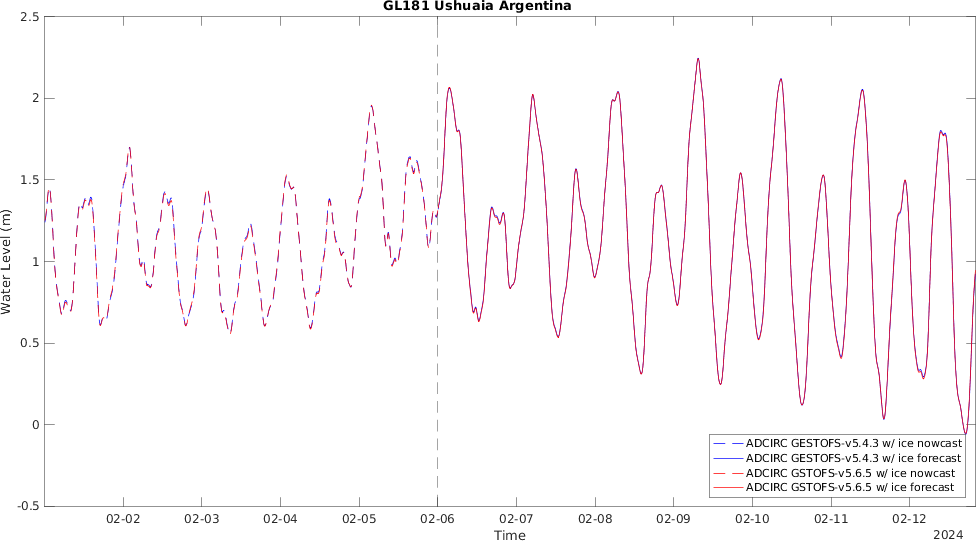 GL181 Ushuaia Argentina
2.5
2
1.5
1
0.5
0
-0.5
Water Level (m)
ADCIRC GESTOFS-v5.4.3 w/ ice nowcast
ADCIRC GESTOFS-v5.4.3 w/ ice forecast
ADCIRC GSTOFS-v5.6.5 w/ ice nowcast
ADCIRC GSTOFS-v5.6.5 w/ ice forecast
02-02 02-03 02-04 02-05 02-06 02-07 02-08 02-09 02-10 02-11 02-12
Time
2024